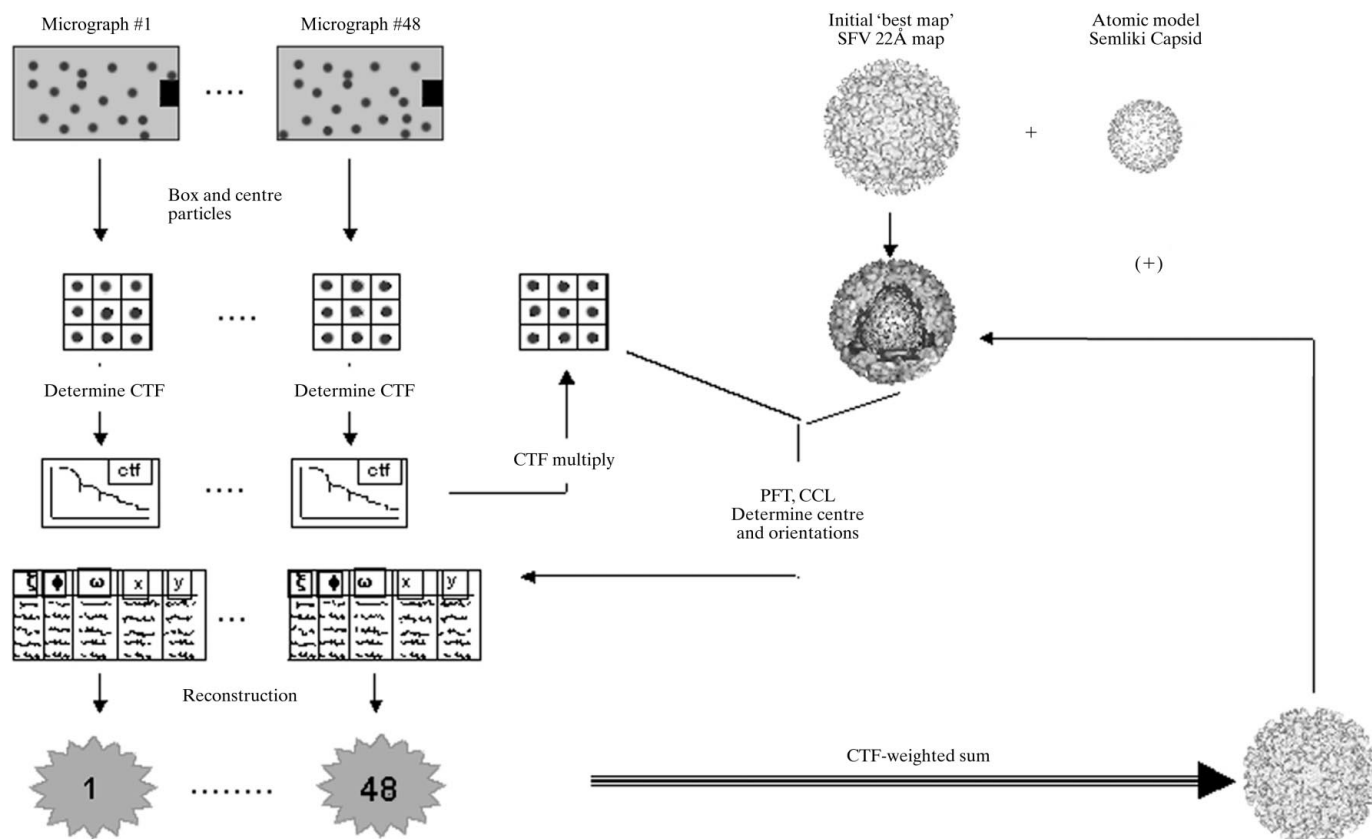 Micrograph #1
Micrograph #48
Initial ‘best map’
SFV 22Å map
Atomic model
Semliki Capsid
+
Box and centre
particles
(+)
Determine CTF
Determine CTF
ctf
ctf
CTF multiply
PFT, CCL
Determine centre
and orientations
ξ ϕ ω x y
ξ ϕ ω x y
Reconstruction
1
48
CTF-weighted sum